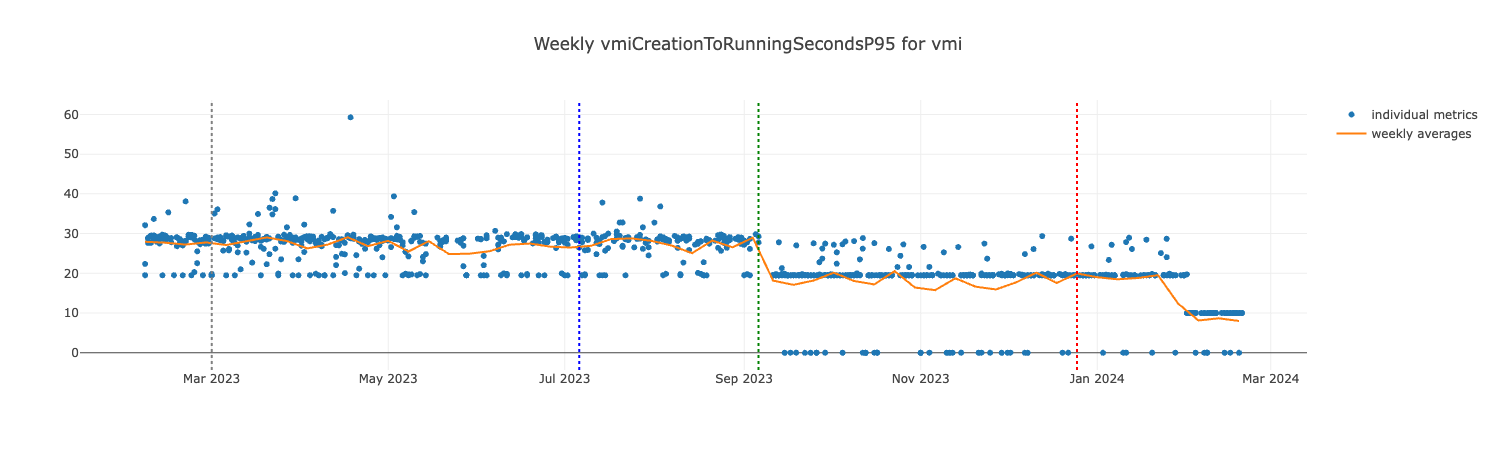 Weekly vmiCreationToRunningSecondsP95 for vmi
individual metrics
weekly averages
60
50
40
30
20
10
0
Mar 2023 May 2023 Jul 2023 Sep 2023 Nov 2023 Jan 2024 Mar 2024